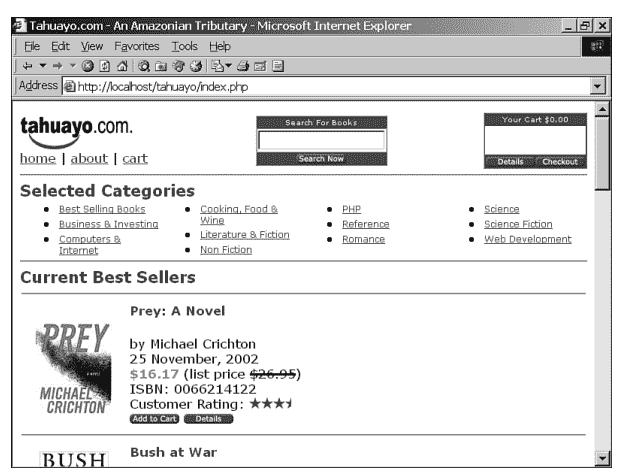 Tahuayo.com - An Amazonian Tributary - Microsoft Internet Explorer
File Edit View Favorites Tools Help
Address http://localhost/tahuayo/index.php
tahuayo.com.
home | about | cart
Search For Books
Search Now
Your Cart $0.00
Details Checkout
Selected Categories
Best Selling Books
Business & Investing
Computers &
Internet
Cooking, Food &
Wine
Literature & Fiction
Non Fiction
PHP
Reference
Romance
Science
Science Fiction
Web Development
Current Best Sellers
PREY
MICHAEL
CRICHTON
Prey: A Novel
by Michael Crichton
25 November, 2002
$16.17 (list price $26.95)
ISBN: 0066214122
Customer Rating:
Add to Cart Details
BUSH
Bush at War